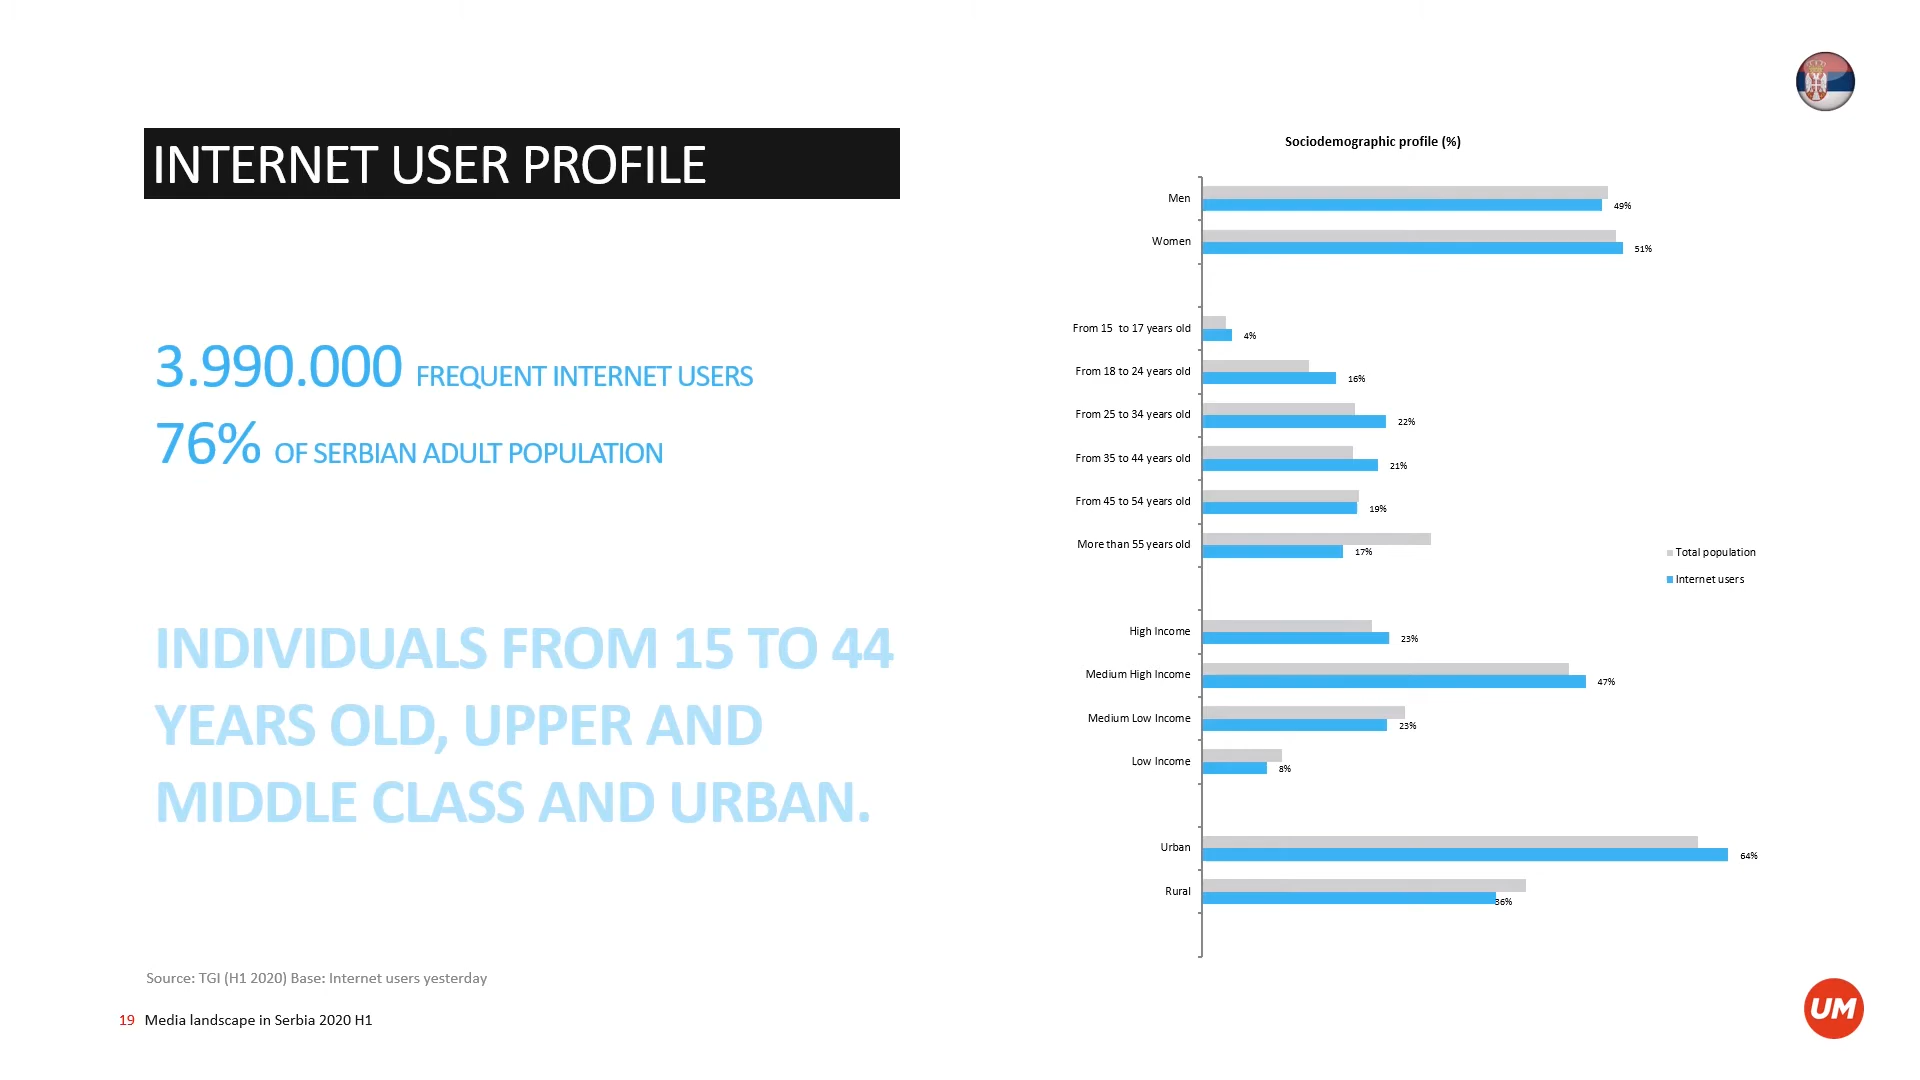 INTERNET USER PROFILE
3.990.000 FREQUENT INTERNET USERS
76% OF SERBIAN ADULT POPULATION
INDIVIDUALS FROM 15 TO 44
YEARS OLD, UPPER AND
MIDDLE CLASS AND URBAN.
Sociodemographic profile (%)
Men 49%
Women 51%
From 15 to 17 years old 4%
From 18 to 24 years old 16%
From 25 to 34 years old 22%
From 35 to 44 years old 21%
From 45 to 54 years old 19%
More than 55 years old 17%
Total population
Internet users
High Income 23%
Medium High Income 47%
Medium Low Income 23%
Low Income 8%
Urban 64%
Rural 36%
Source: TGI (H1 2020) Base: Internet users yesterday
19 Media landscape in Serbia 2020 H1
UM